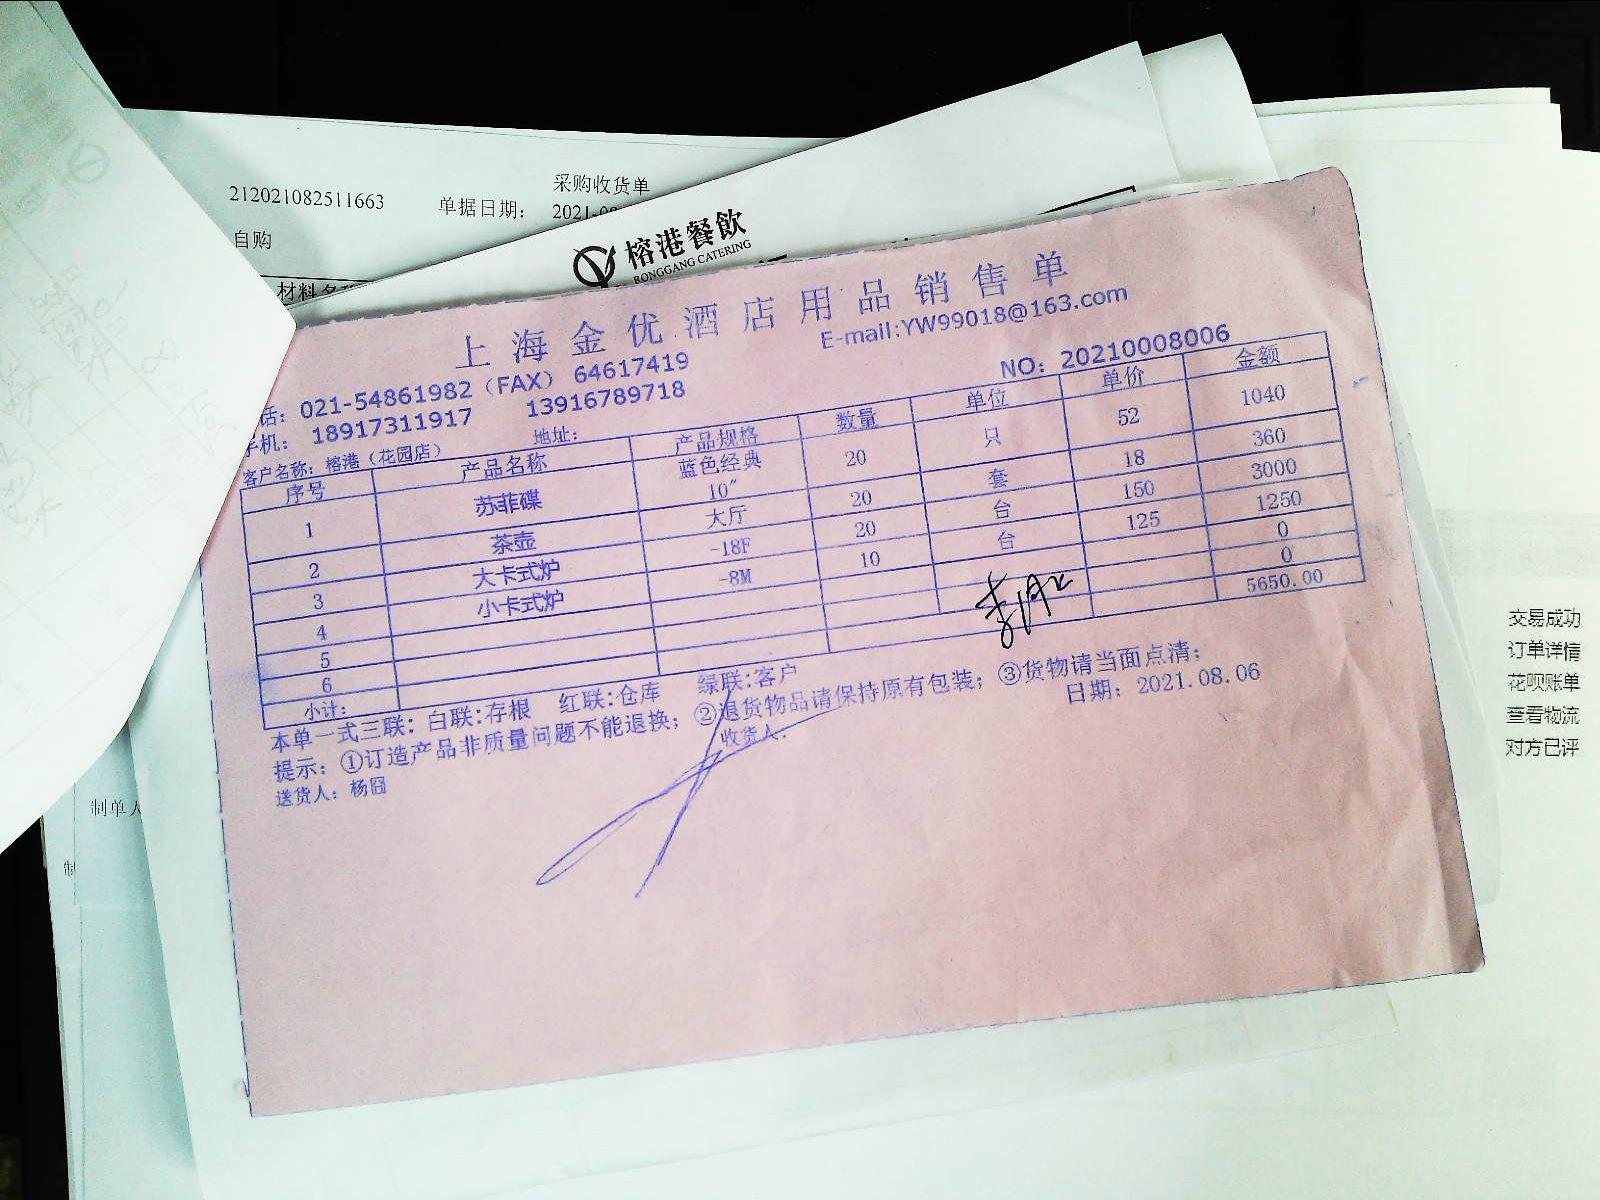 采购收货单
212021082511663 单据日期：
自购
材料名称
榕港餐飲
RONGGANG CATERING
上海金优酒店用品销售单
话：021-54861982（FAX） 64617419 E-mail:YW99018@163.com
手机： 18917311917 13916789718 NO：20210008006
客户名称：榕港（花园店） 地址：
序号 产品名称 产品规格 数量 单位 单价 金额
1 苏菲碟 蓝色经典 10" 20 只 52 1040
2 茶壶 大厅 20 套 18 360
3 大卡式炉 -18F 20 台 150 3000
4 小卡式炉 -8M 10 台 125 1250
5 0
6 0
小计： 5650.00
本单一式三联：白联:存根 红联:仓库 绿联:客户
提示：①订造产品非质量问题不能退换；②退货物品请保持原有包装；③货物请当面点清；
送货人：杨囧 收货人： 日期：2021.08.06
交易成功
订单详情
花呗账单
查看物流
对方已评
制单人
制